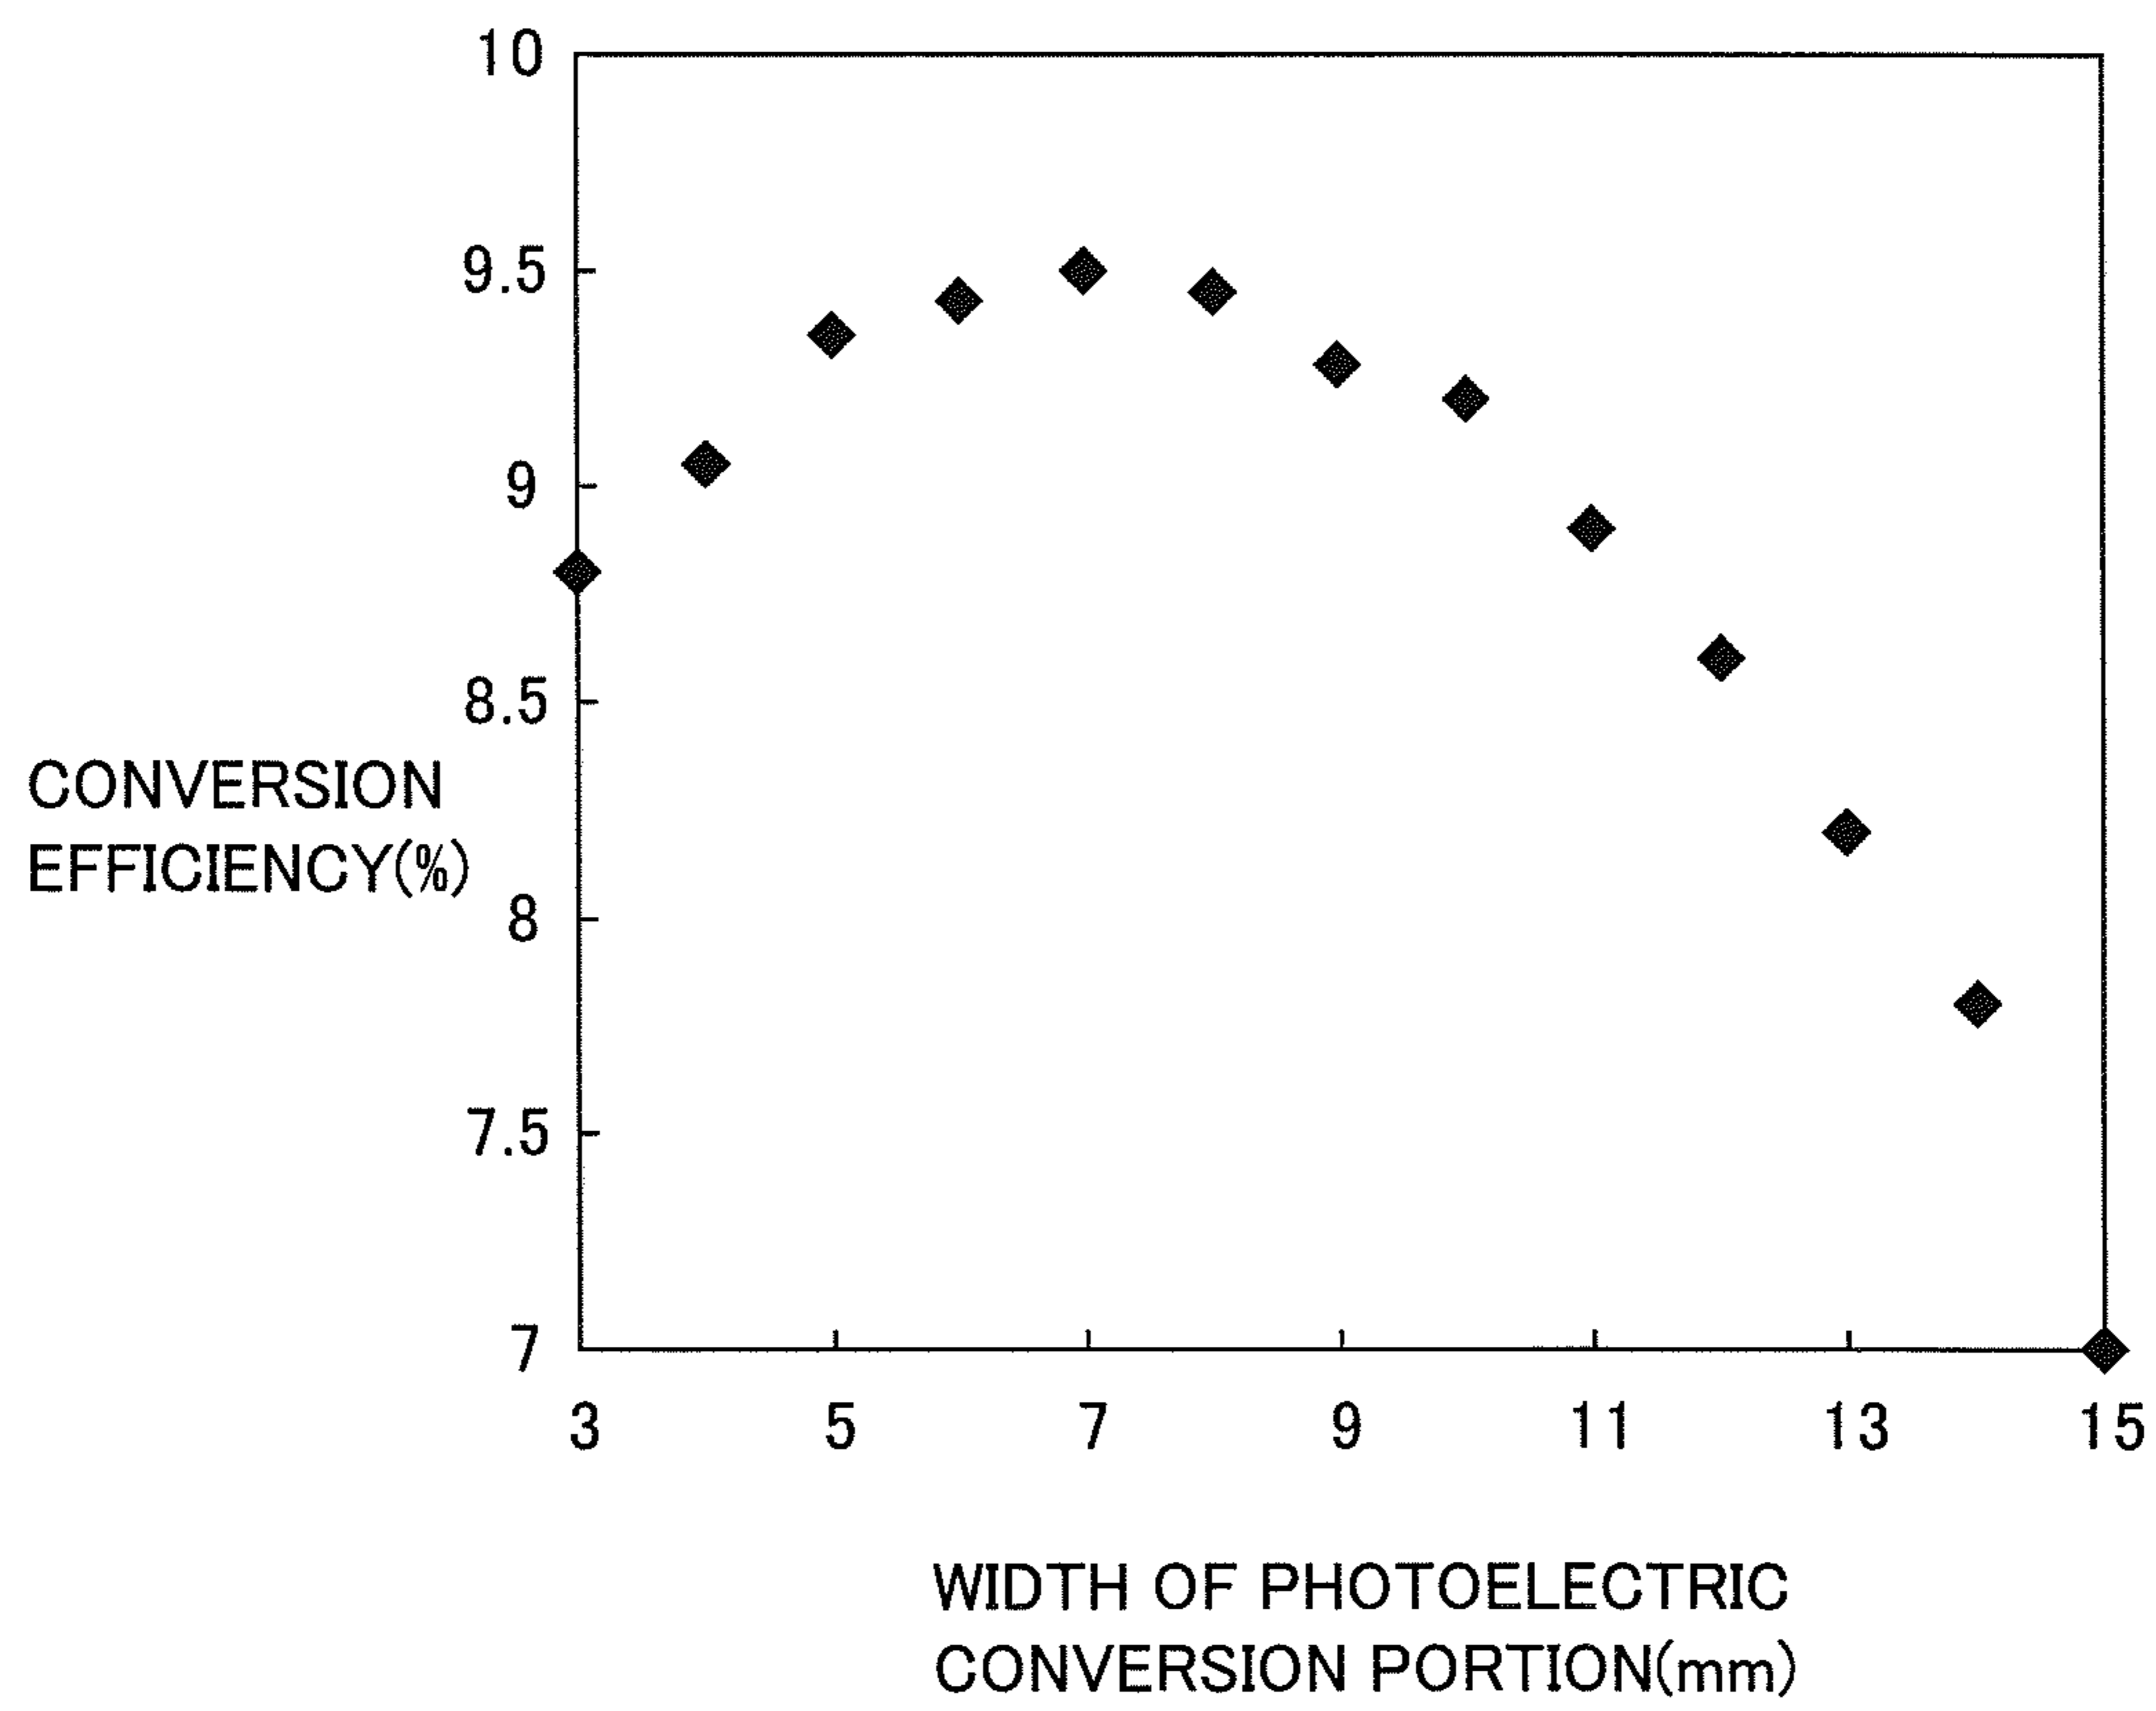 10
9.5
9
8.5
CONVERSION
EFFICIENCY(%)
8
7.5
7
3 5 7 9 11 13 15
WIDTH OF PHOTOELECTRIC
CONVERSION PORTION(mm)